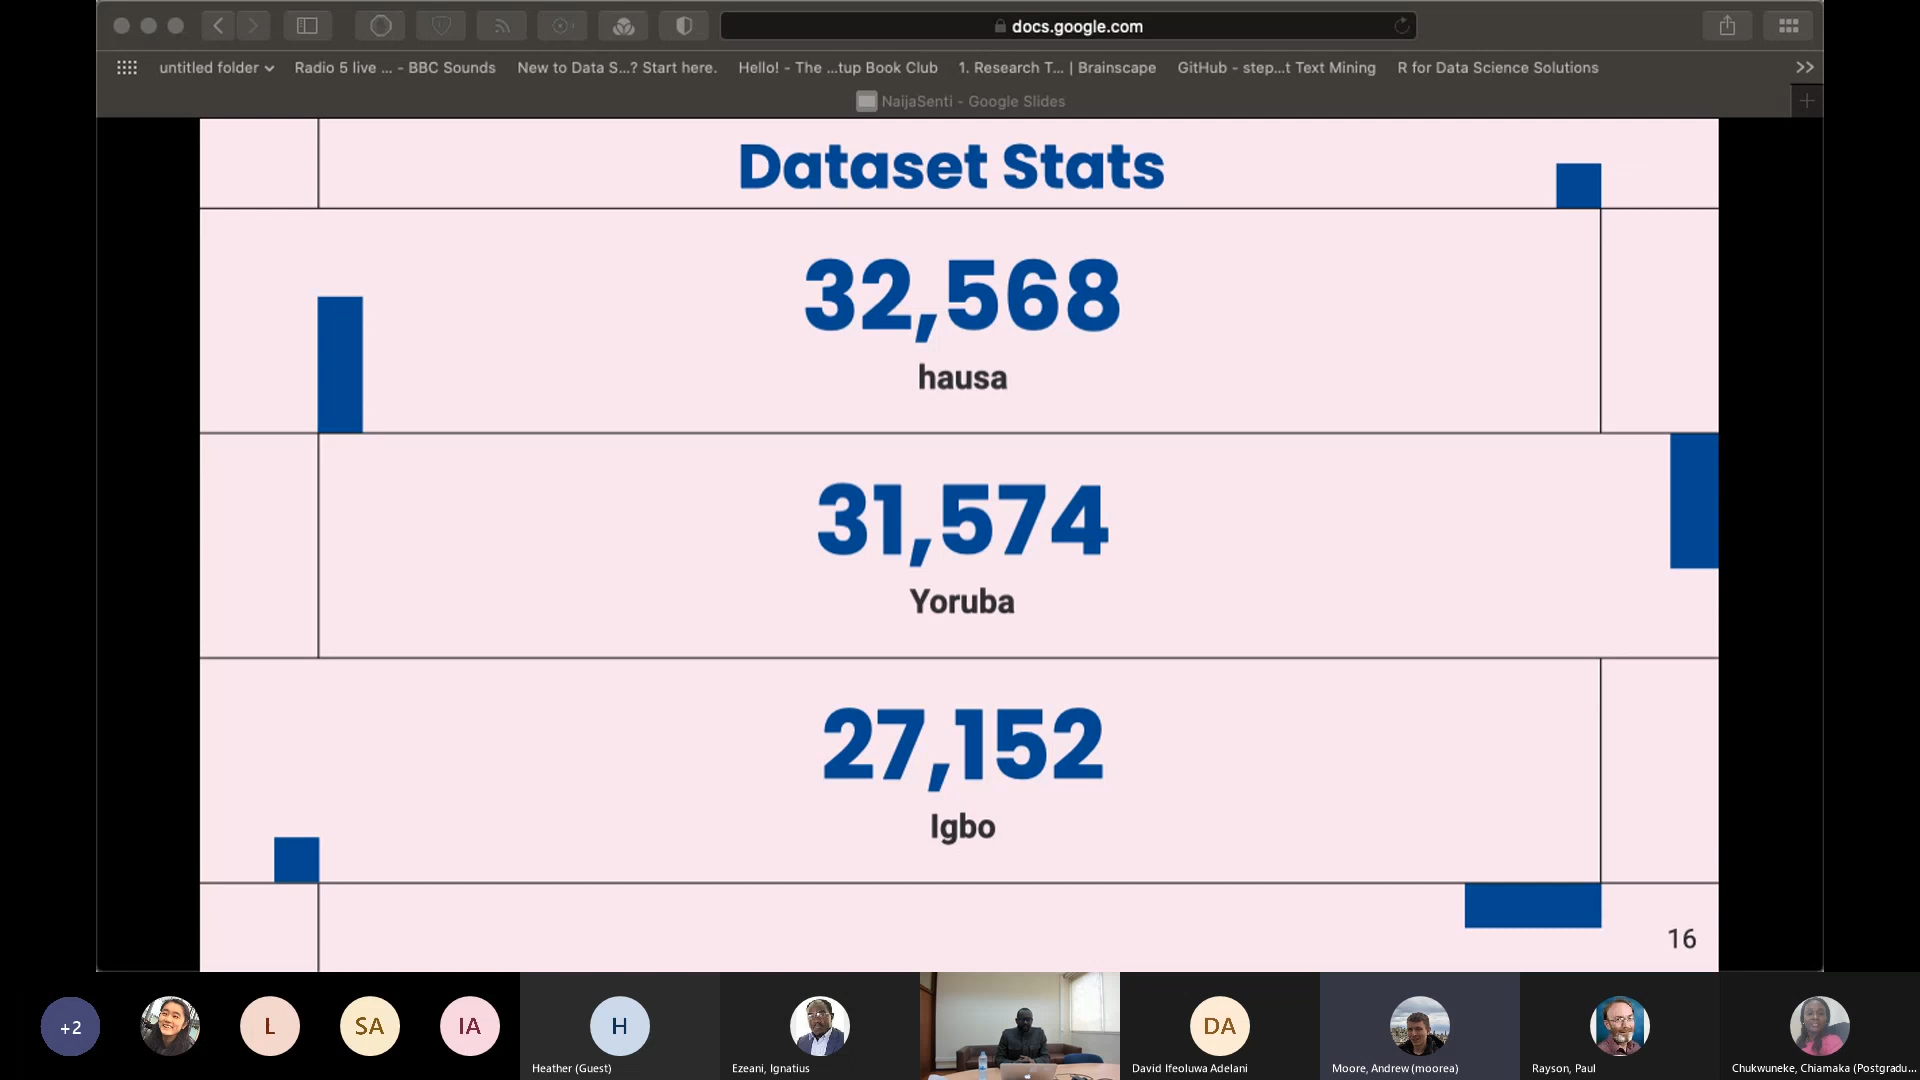 docs.google.com
untitled folder
Radio 5 live ... - BBC Sounds
New to Data S...? Start here.
Hello! - The ...tup Book Club
1. Research T... | Brainscape
GitHub - step...t Text Mining
R for Data Science Solutions
NaijaSenti - Google Slides
Dataset Stats
32,568
hausa
31,574
Yoruba
27,152
Igbo
16
+2
L
SA
IA
H
Heather (Guest)
Ezeani, Ignatius
DA
David Ifeoluwa Adelani
Moore, Andrew (moorea)
Rayson, Paul
Chukwuneke, Chiamaka (Postgradu...